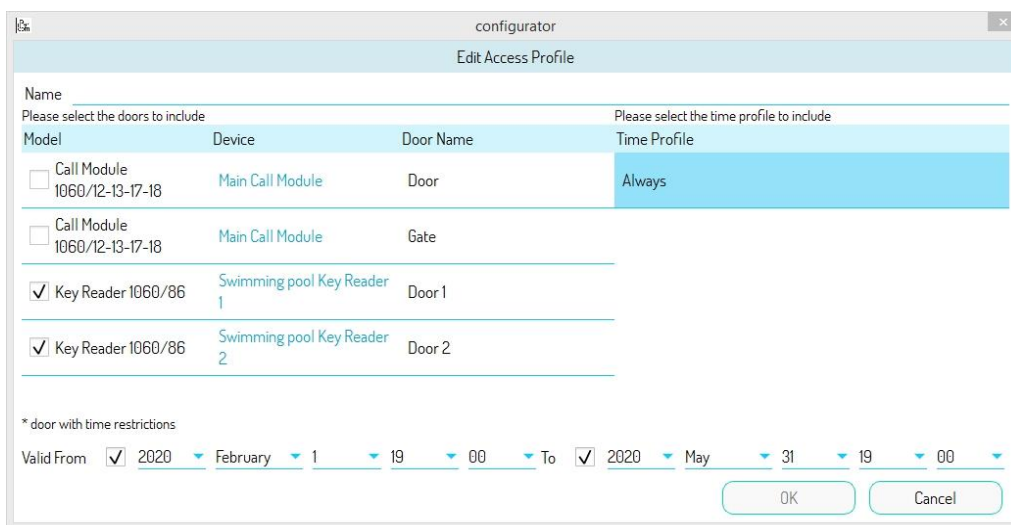 configurator
Edit Access Profile
Name
Please select the doors to include Please select the time profile to include
Model Device Door Name Time Profile
Call Module
1060/12-13-17-18 Main Call Module Door Always
Call Module
1060/12-13-17-18 Main Call Module Gate
Key Reader 1060/86 Swimming pool Key Reader
1 Door 1
Key Reader 1060/86 Swimming pool Key Reader
2 Door 2
* door with time restrictions
Valid From 2020 February 1 19 00 To 2020 May 31 19 00
OK Cancel